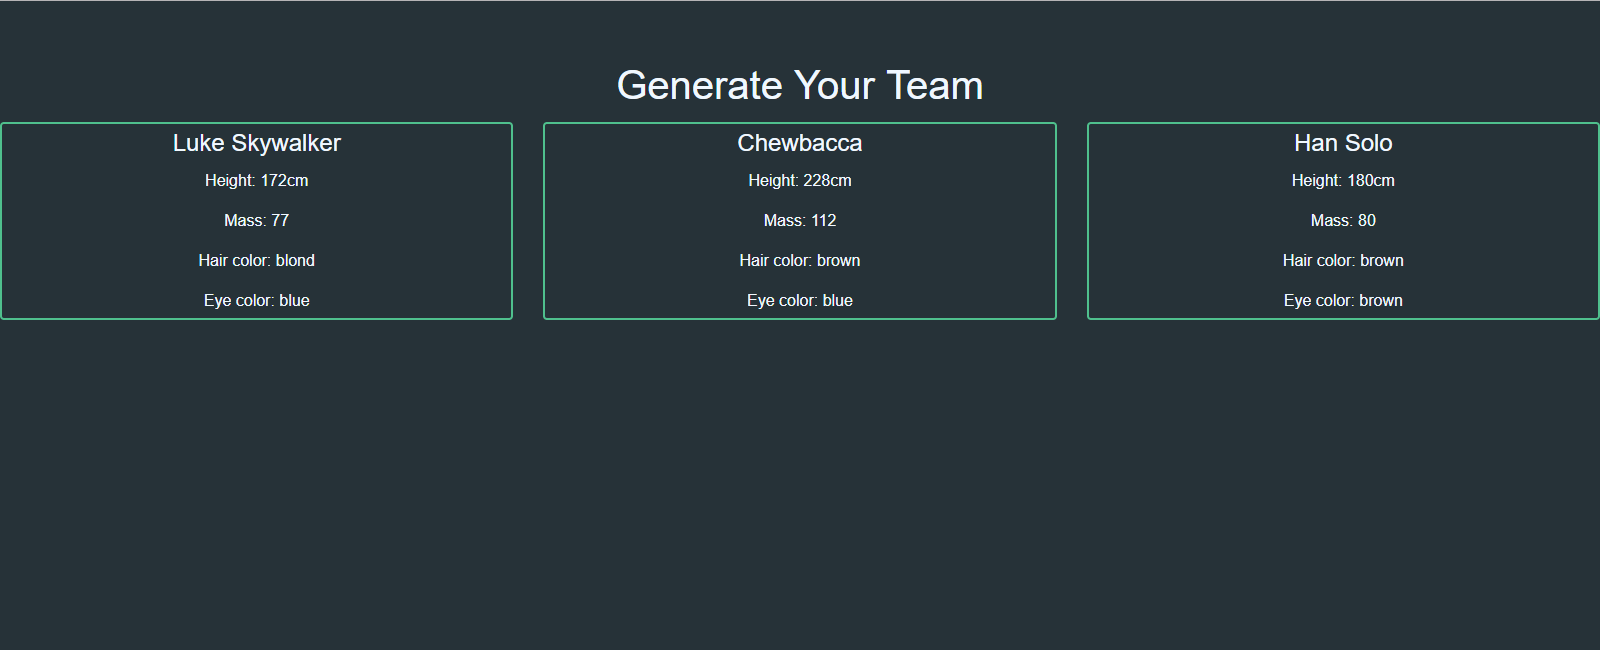 Generate Your Team
Luke Skywalker
Height: 172cm
Mass: 77
Hair color: blond
Eye color: blue
Chewbacca
Height: 228cm
Mass: 112
Hair color: brown
Eye color: blue
Han Solo
Height: 180cm
Mass: 80
Hair color: brown
Eye color: brown